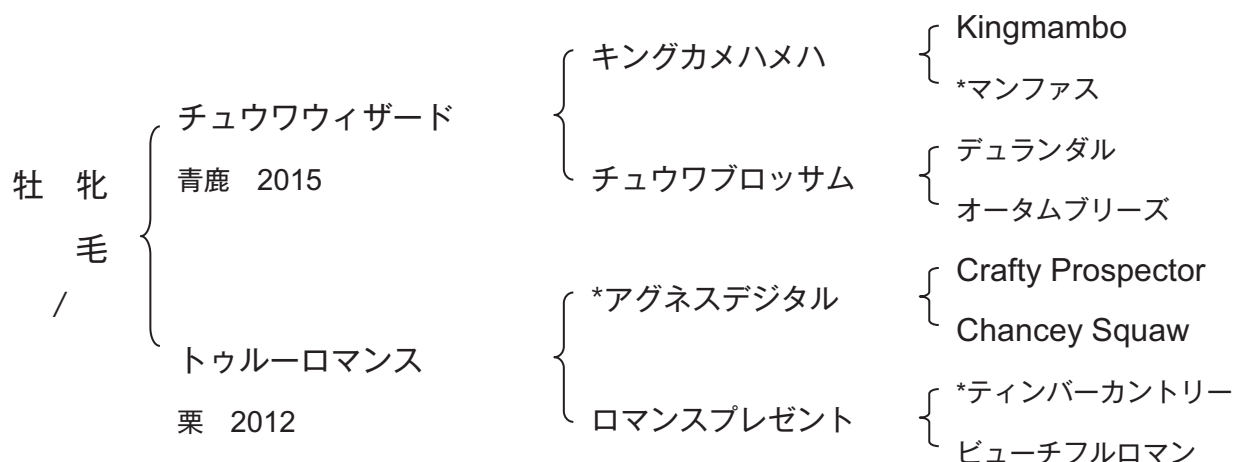 牡 牝
毛
/
チュウワウィザード
青鹿 2015
トゥルーロマンス
栗 2012
キングカメハメハ
チュウワブロッサム
*アグネスデジタル
ロマンスプレゼント
Kingmambo
*マンファス
デュランダル
オータムブリーズ
Crafty Prospector
Chancey Squaw
*ティンバーカントリー
ビューチフルロマン